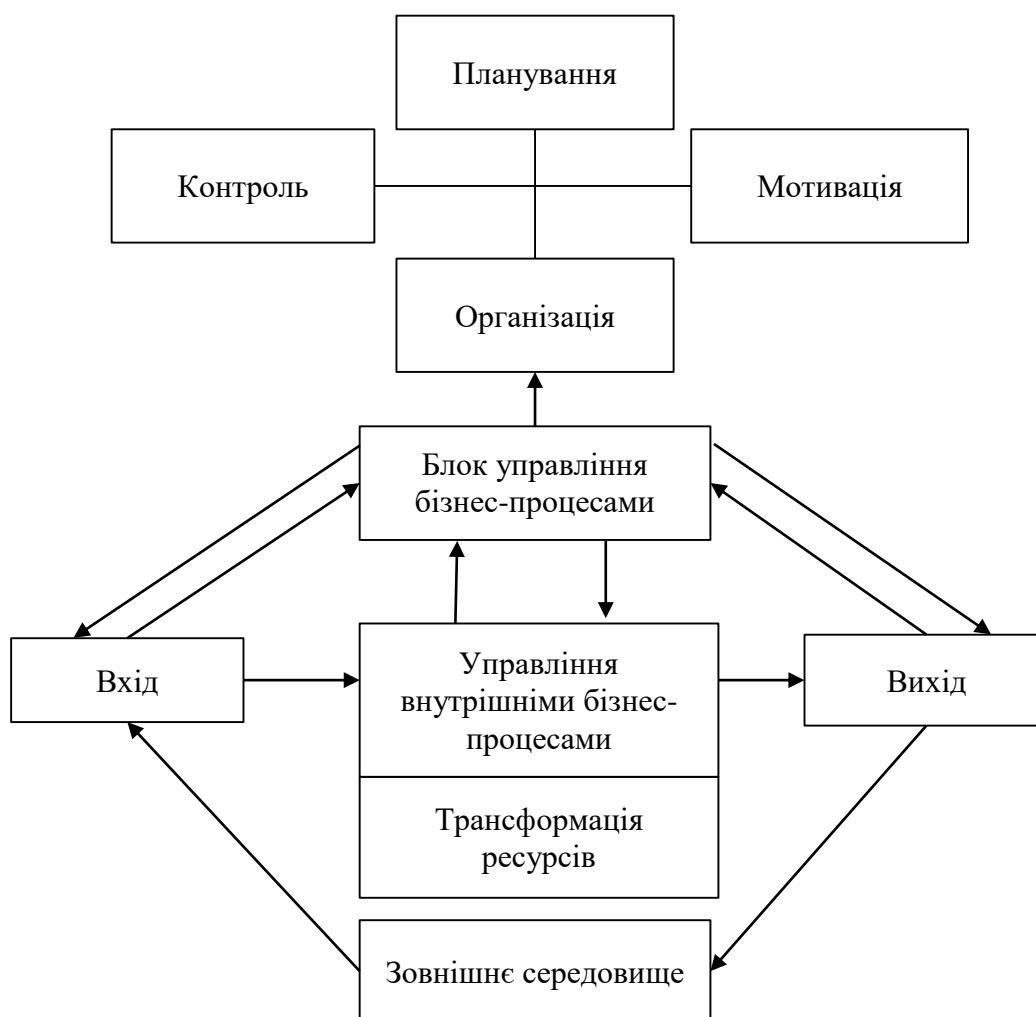 Планування
Контроль
Мотивація
Організація
Блок управління
бізнес-процесами
Вхід
Управління
внутрішніми бізнес-
процесами
Вихід
Трансформація
ресурсів
Зовнішнє середовище